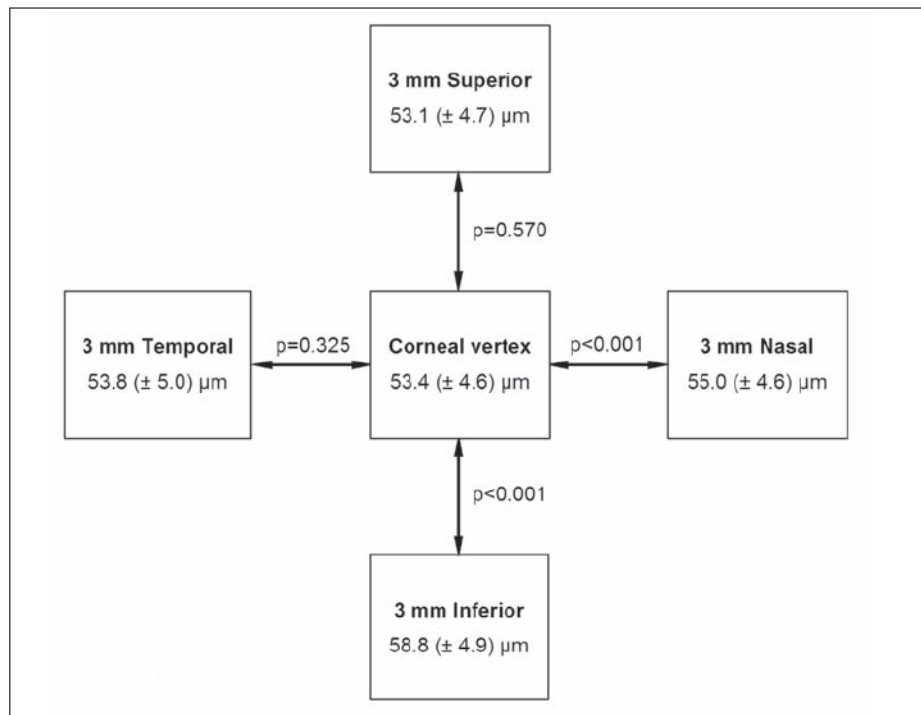 3 mm Superior
53.1 (± 4.7) µm
p=0.570
3 mm Temporal
53.8 (± 5.0) µm
p=0.325
Corneal vertex
53.4 (± 4.6) µm
p<0.001
3 mm Nasal
55.0 (± 4.6) µm
p<0.001
3 mm Inferior
58.8 (± 4.9) µm